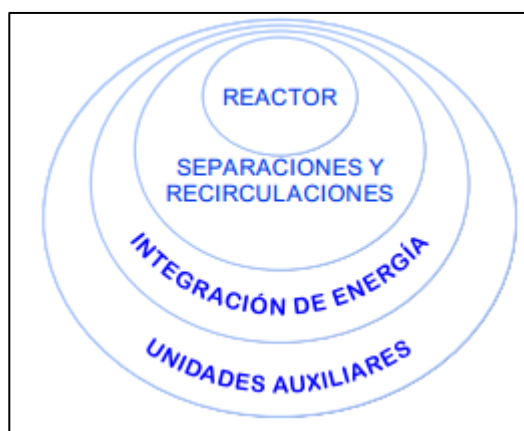 REACTOR
SEPARACIONES Y
RECIRCULACIONES
INTEGRACIÓN DE ENERGÍA
UNIDADES AUXILIARES